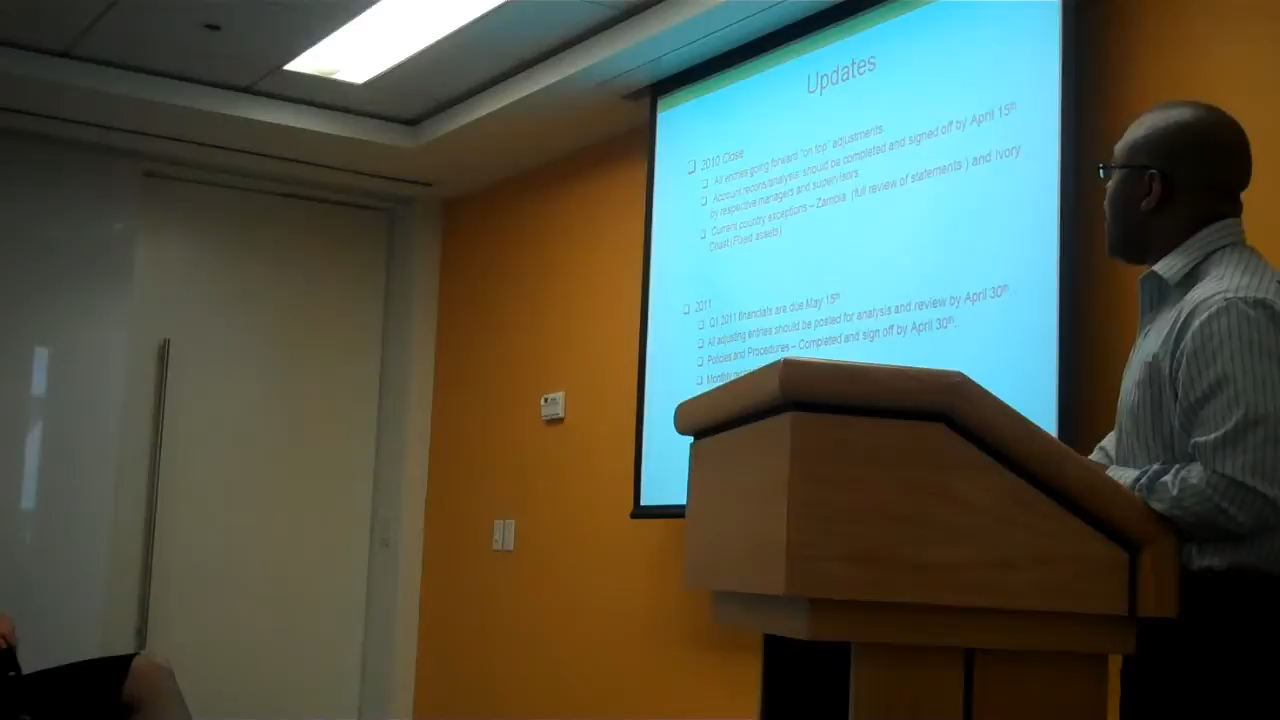 Updates
❑ 2010 Close
❑ All entries going forward "on top" adjustments
❑ Account recons/analysis should be completed and signed off by April 15th
by respective managers and supervisors
❑ Current country exceptions – Zambia (full review of statements ) and Ivory
Coast (Fixed assets)
❑ 2011
❑ Q1 2011 financials are due May 15th
❑ All adjusting entries should be posted for analysis and review by April 30th .
❑ Policies and Procedures – Completed and sign off by April 30th.
❑ Monthly